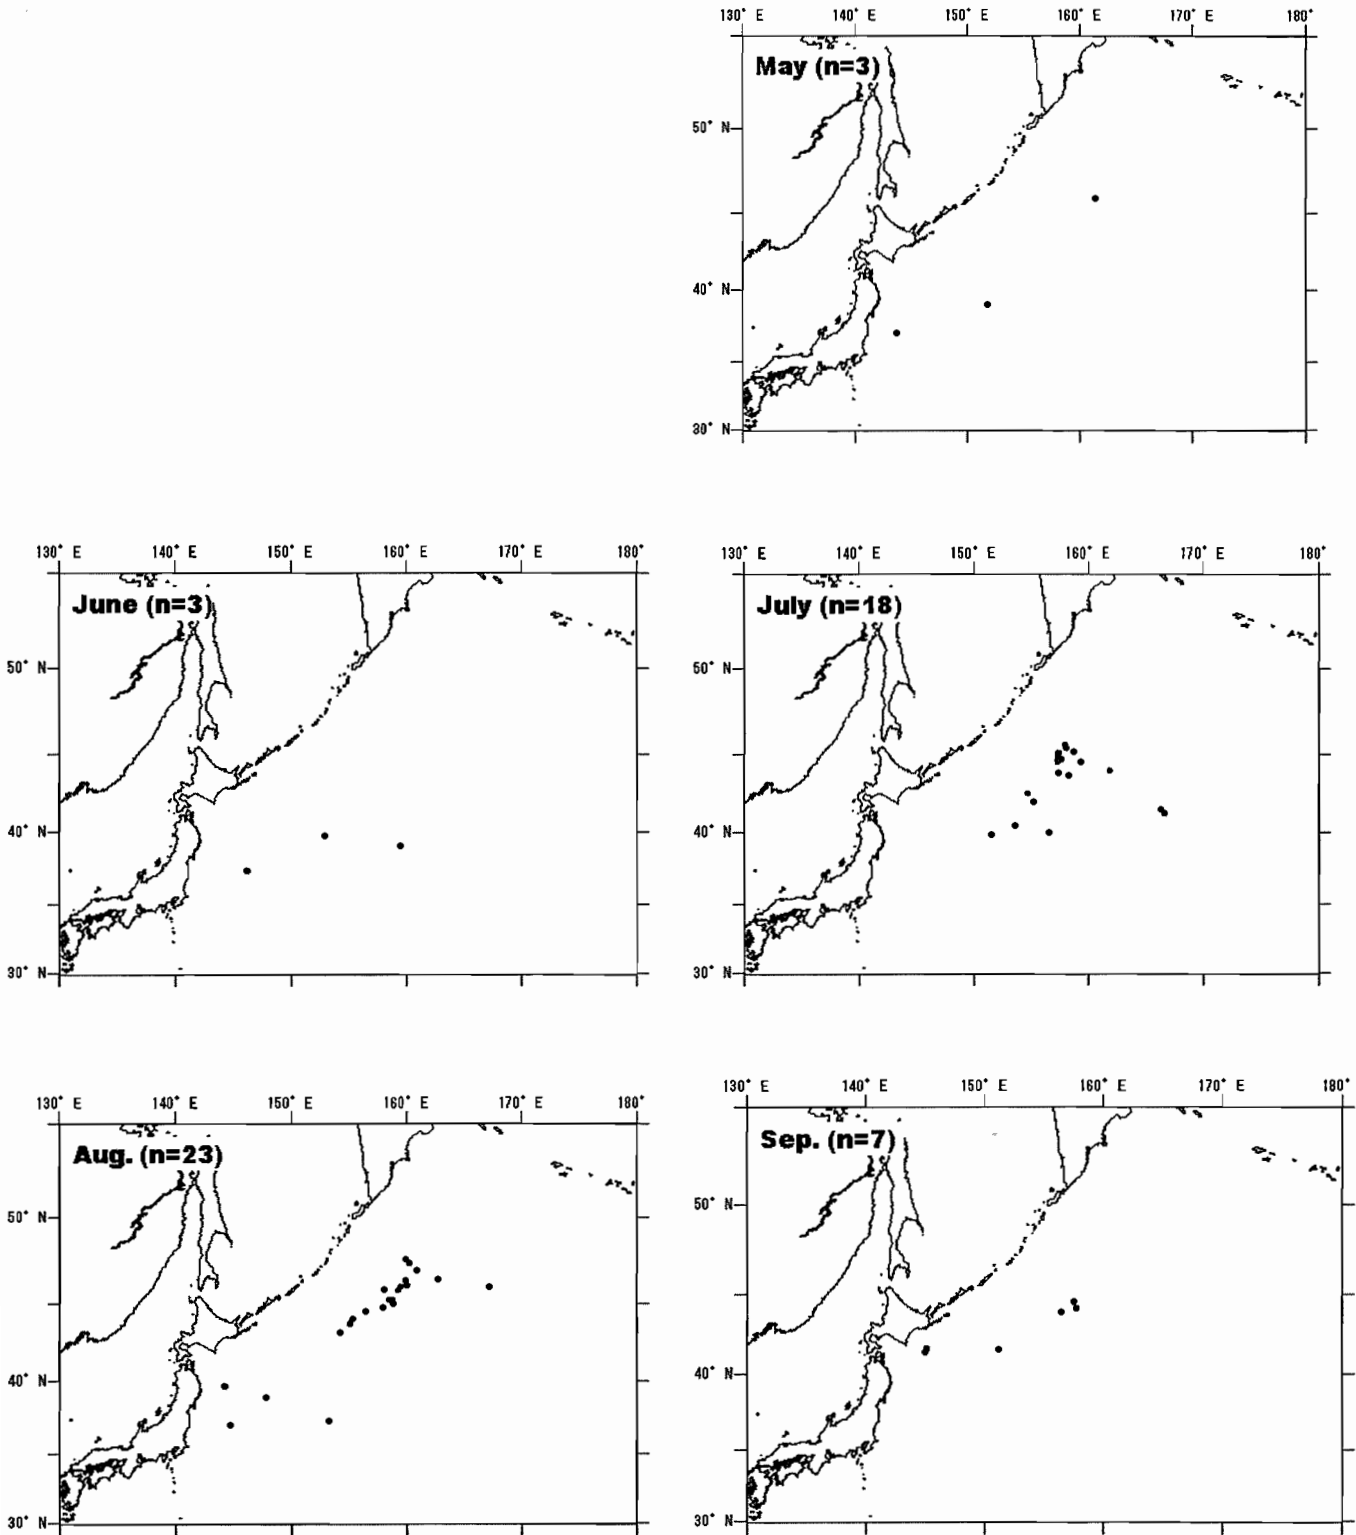 130° E 140° E 150° E 160° E 170° E 180°
May (n=3)
50° N
40° N
30° N
130° E 140° E 150° E 160° E 170° E 180°
June (n=3)
50° N
40° N
30° N
130° E 140° E 150° E 160° E 170° E 180°
July (n=18)
50° N
40° N
30° N
130° E 140° E 150° E 160° E 170° E 180°
Aug. (n=23)
50° N
40° N
30° N
130° E 140° E 150° E 160° E 170° E 180°
Sep. (n=7)
50° N
40° N
30° N